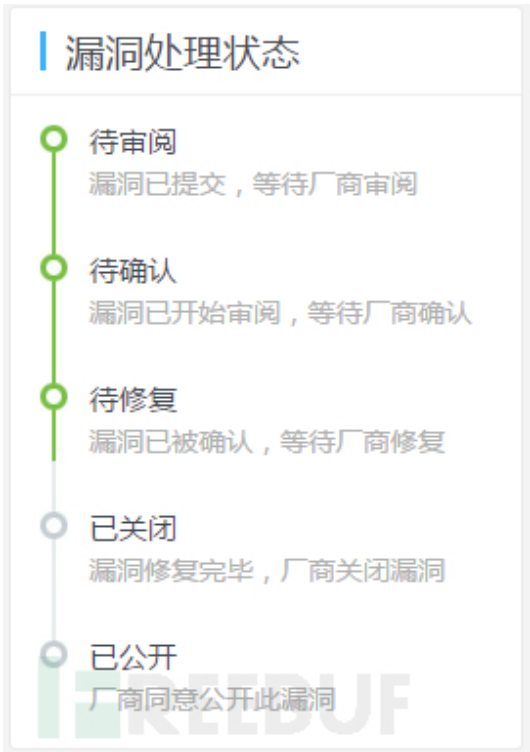 漏洞处理状态
待审阅
漏洞已提交，等待厂商审阅
待确认
漏洞已开始审阅，等待厂商确认
待修复
漏洞已被确认，等待厂商修复
已关闭
漏洞修复完毕，厂商关闭漏洞
已公开
厂商同意公开此漏洞
FREEBUF